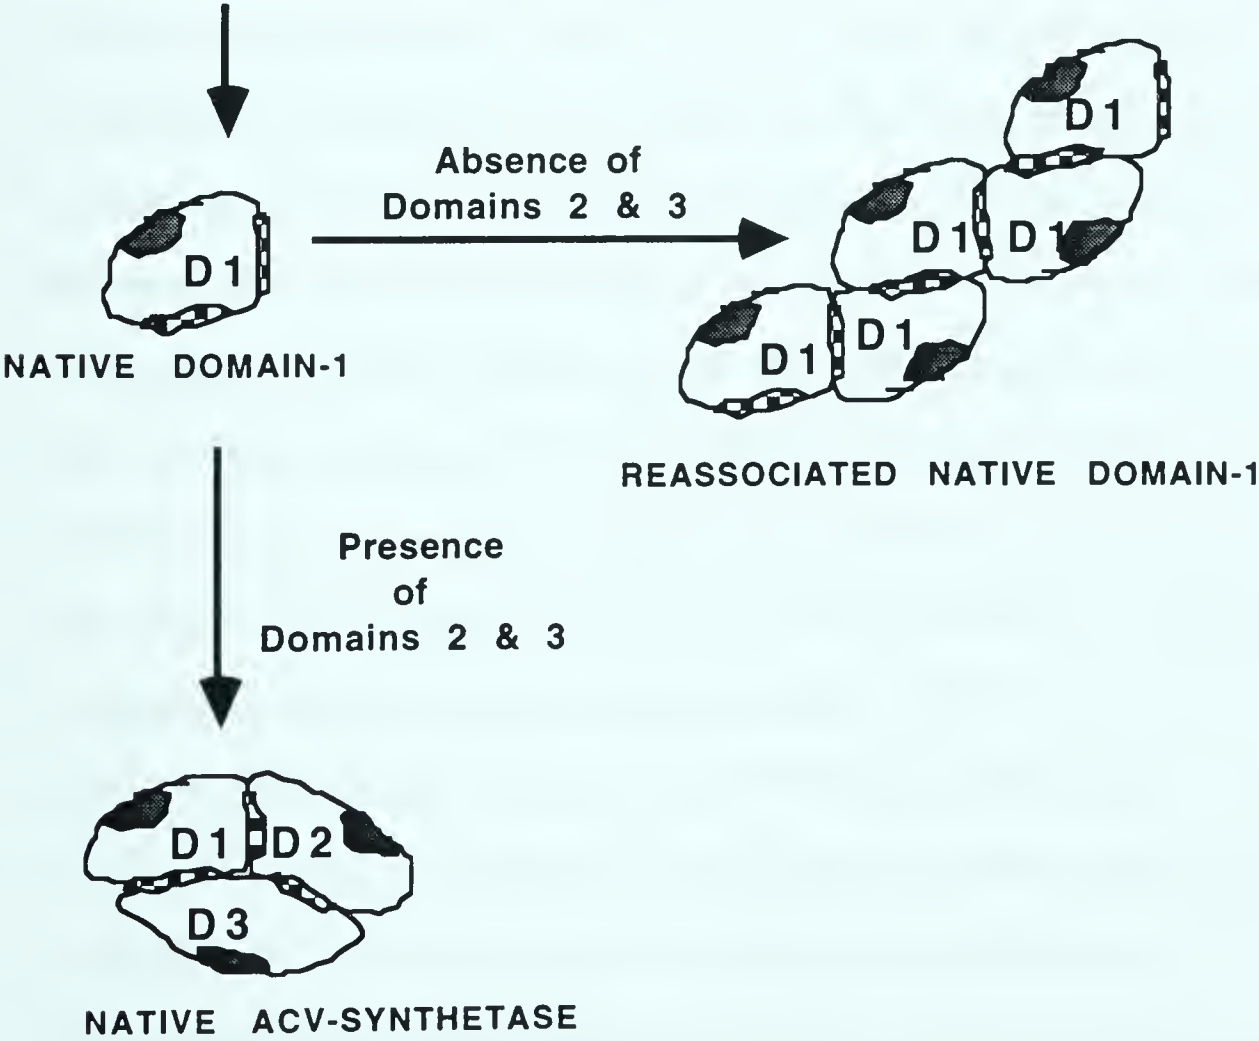 Absence of
Domains 2 & 3
D1
D1
D1
D1
D1
D1
NATIVE DOMAIN-1
REASSOCIATED NATIVE DOMAIN-1
Presence
of
Domains 2 & 3
D1
D2
D3
NATIVE ACV-SYNTHETASE